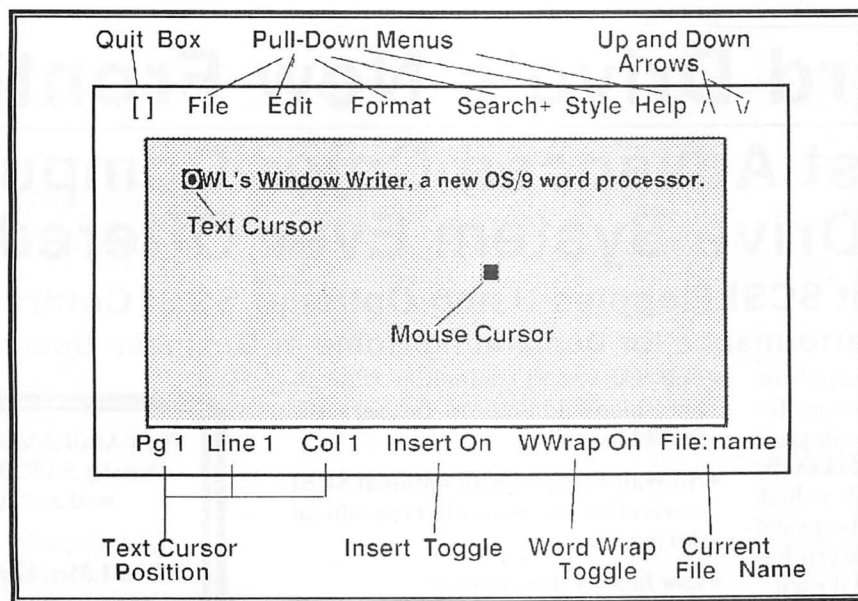 Quit Box Pull-Down Menus Up and Down
Arrows
[ ] File Edit Format Search+ Style Help /\ \/
OWL's Window Writer, a new OS/9 word processor.
Text Cursor
Mouse Cursor
Pg 1 Line 1 Col 1 Insert On WWrap On File: name
Text Cursor Insert Toggle Word Wrap Current
Position Toggle File Name